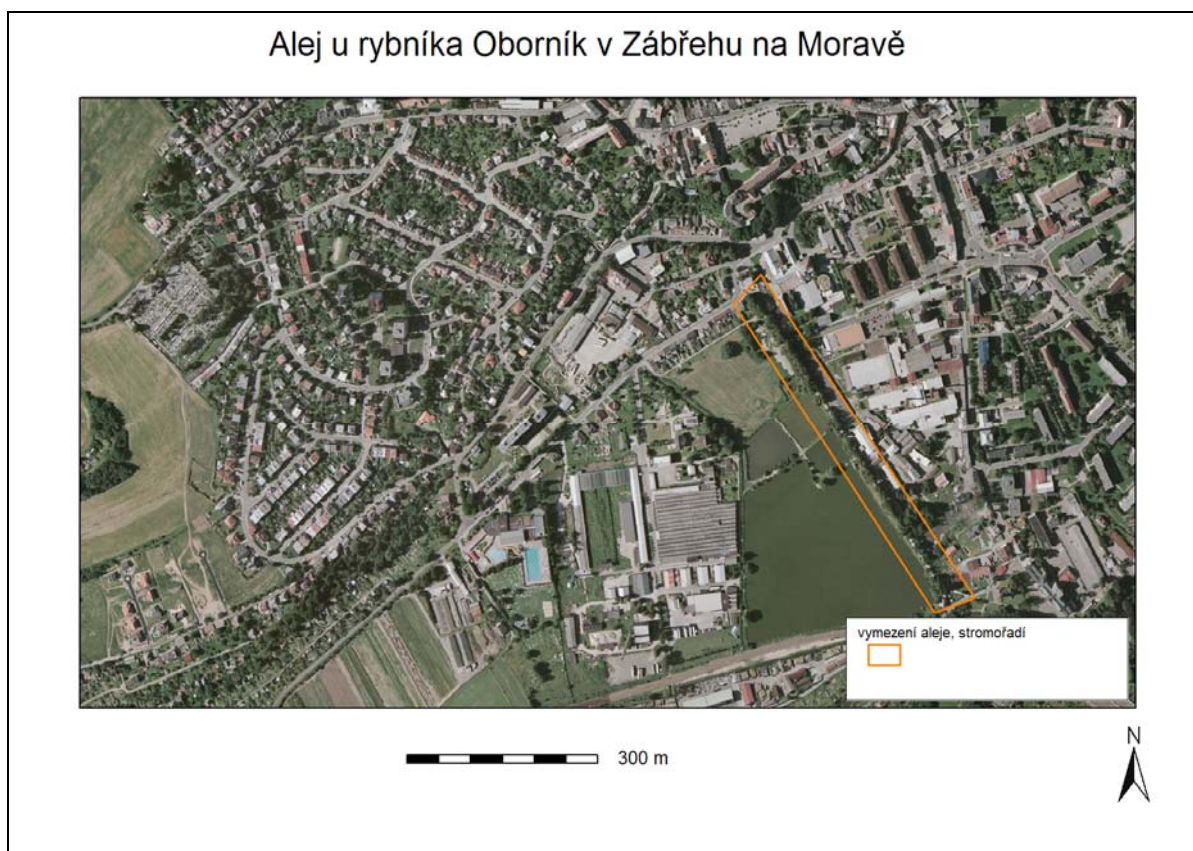 Alej u rybníka Oborník v Zábřehu na Moravě
vymezení aleje, stromořadí
300 m
N